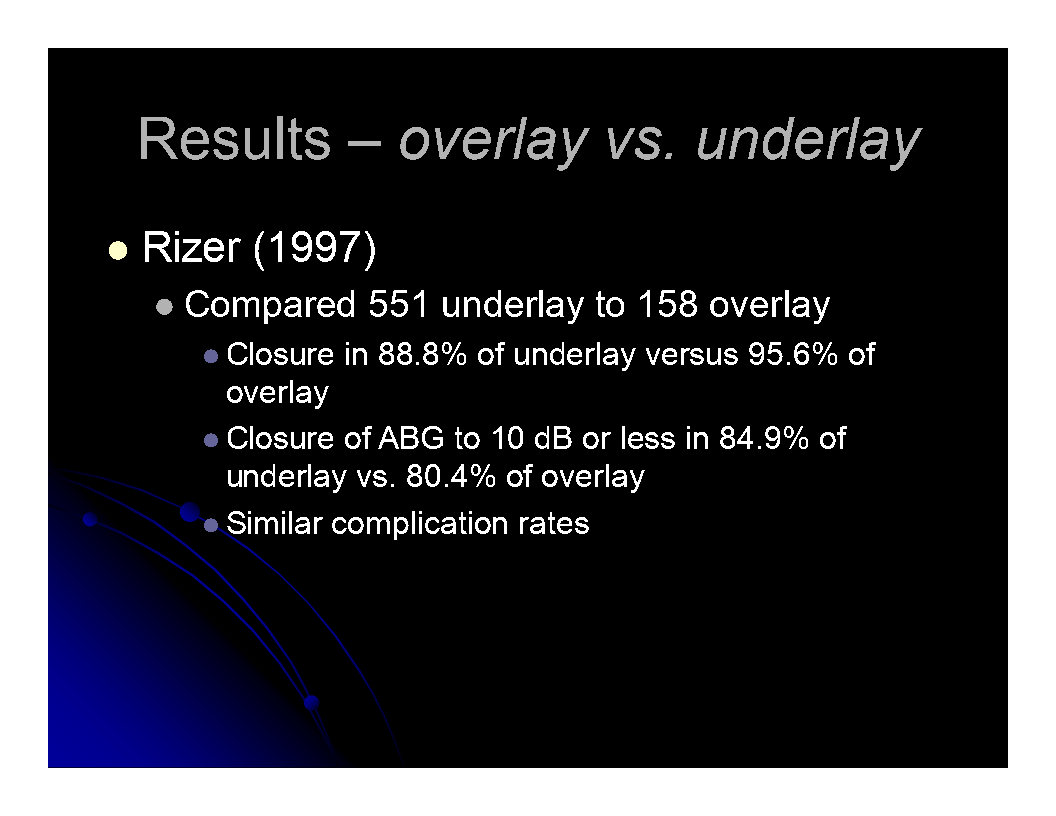 Results – overlay vs. underlay
Rizer (1997)
Compared 551 underlay to 158 overlay
Closure in 88.8% of underlay versus 95.6% of
overlay
Closure of ABG to 10 dB or less in 84.9% of
underlay vs. 80.4% of overlay
Similar complication rates